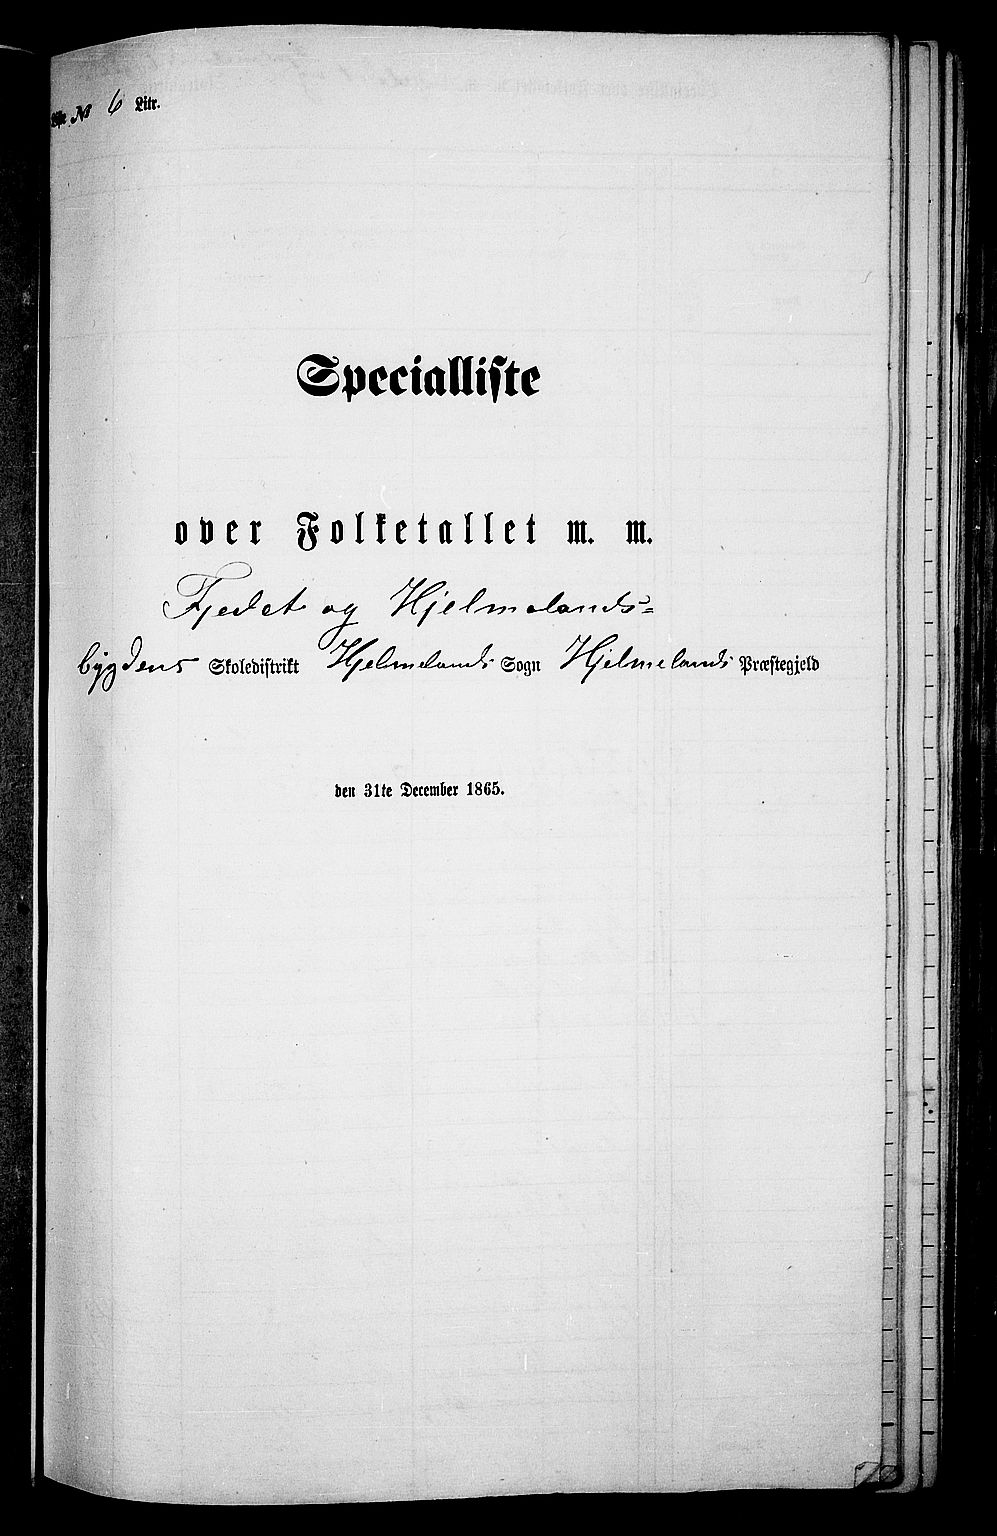 Liste № 6 Litr.
Specialliste
over Folketallet m. m.
Fjedet og Hjelmelands-
bygdens Skoledistrikt Hjelmelands Sogn Hjelmelands Præstegjeld
den 31te December 1865.